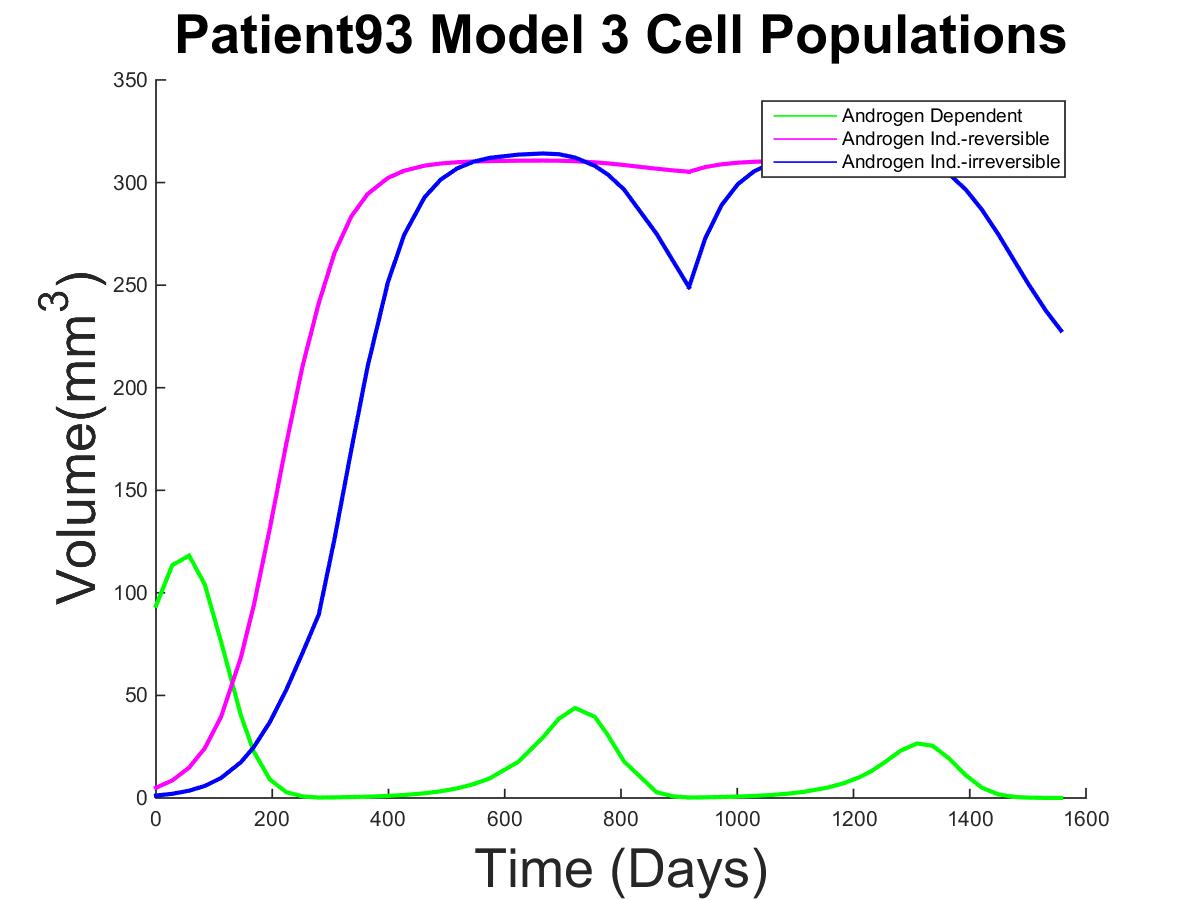 Patient93 Model 3 Cell Populations
350
300
250
200
150
100
50
0
Volume(mm³)
Androgen Dependent
Androgen Ind.-reversible
Androgen Ind.-irreversible
0 200 400 600 800 1000 1200 1400 1600
Time (Days)